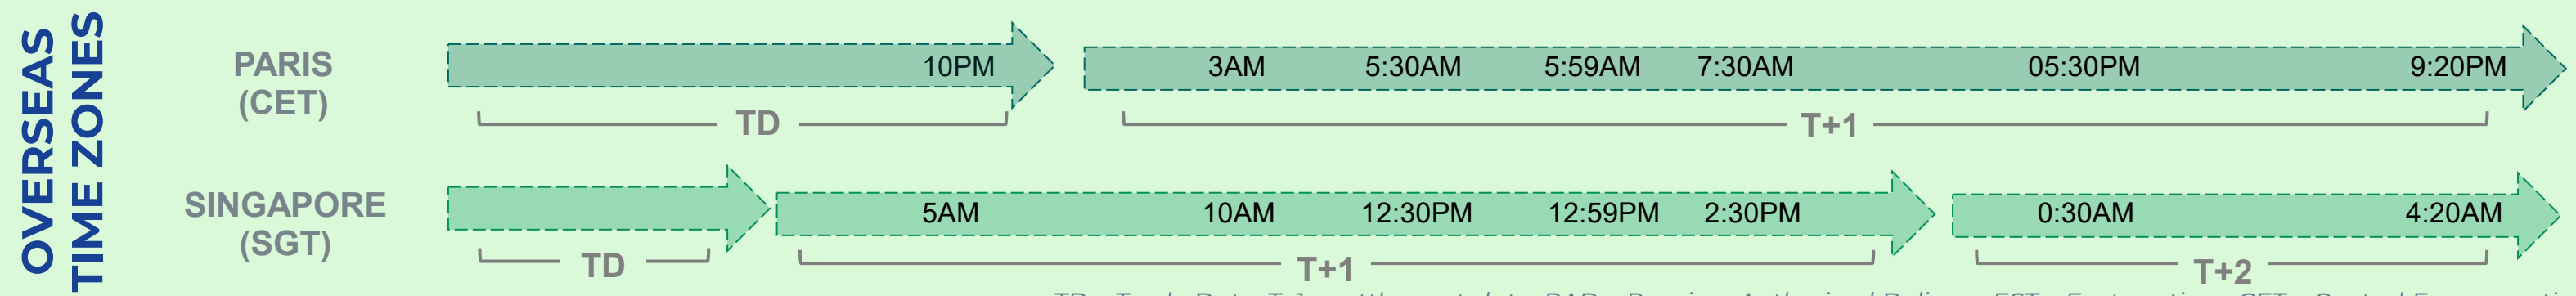 OVERSEAS
TIME ZONES
PARIS
(CET)
10PM
3AM 5:30AM 5:59AM 7:30AM 05:30PM 9:20PM
TD
T+1
SINGAPORE
(SGT)
5AM 10AM 12:30PM 12:59PM 2:30PM
0:30AM 4:20AM
TD
T+1
T+2